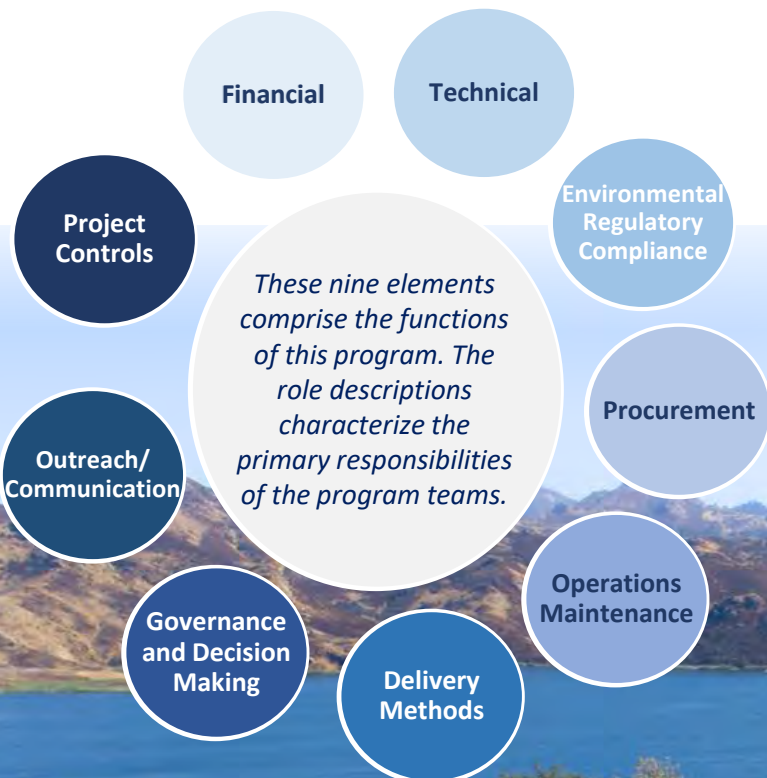 Financial
Technical
Environmental
Regulatory
Compliance
Procurement
Operations
Maintenance
Delivery
Methods
Governance
and Decision
Making
Outreach/
Communication
Project
Controls
These nine elements
comprise the functions
of this program. The
role descriptions
characterize the
primary responsibilities
of the program teams.